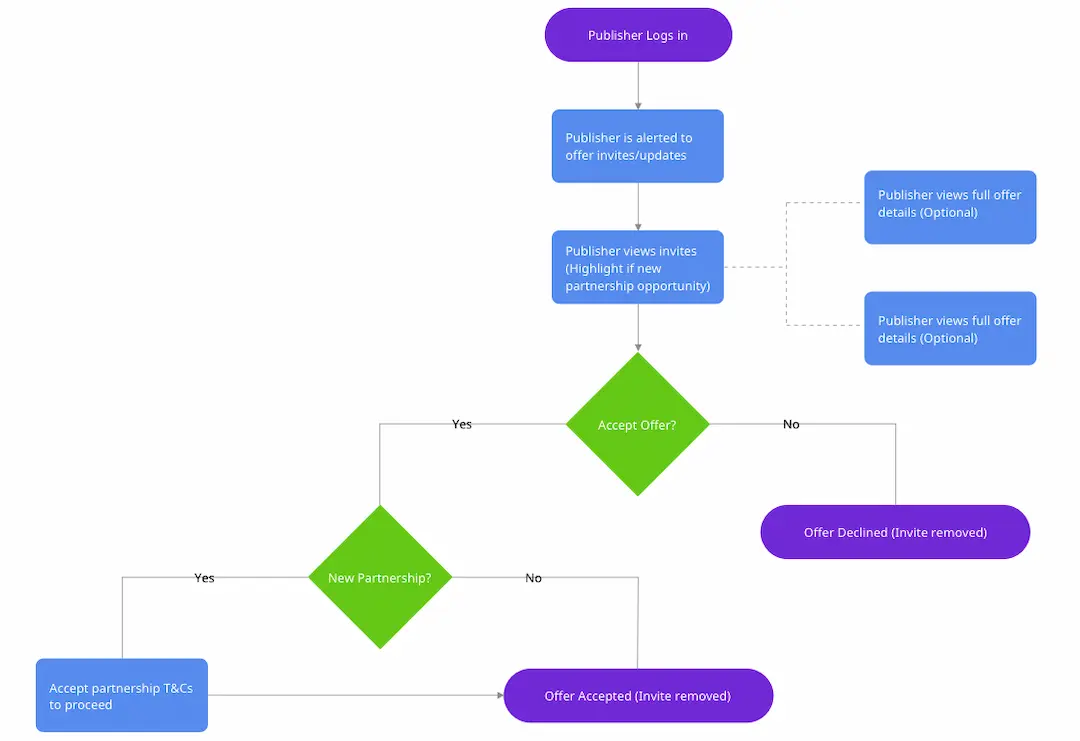 Publisher Logs in
Publisher is alerted to
offer invites/updates
Publisher views full offer
details (Optional)
Publisher views invites
(Highlight if new
partnership opportunity)
Publisher views full offer
details (Optional)
Yes
Accept Offer?
No
Offer Declined (Invite removed)
Yes
New Partnership?
No
Accept partnership T&Cs
to proceed
Offer Accepted (Invite removed)